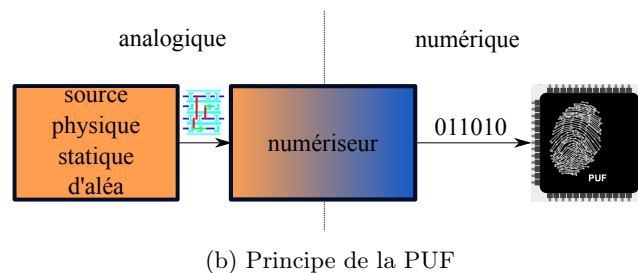 analogique
numérique
source
physique
statique
d'aléa
numériseur
011010
PUF
(b) Principe de la PUF